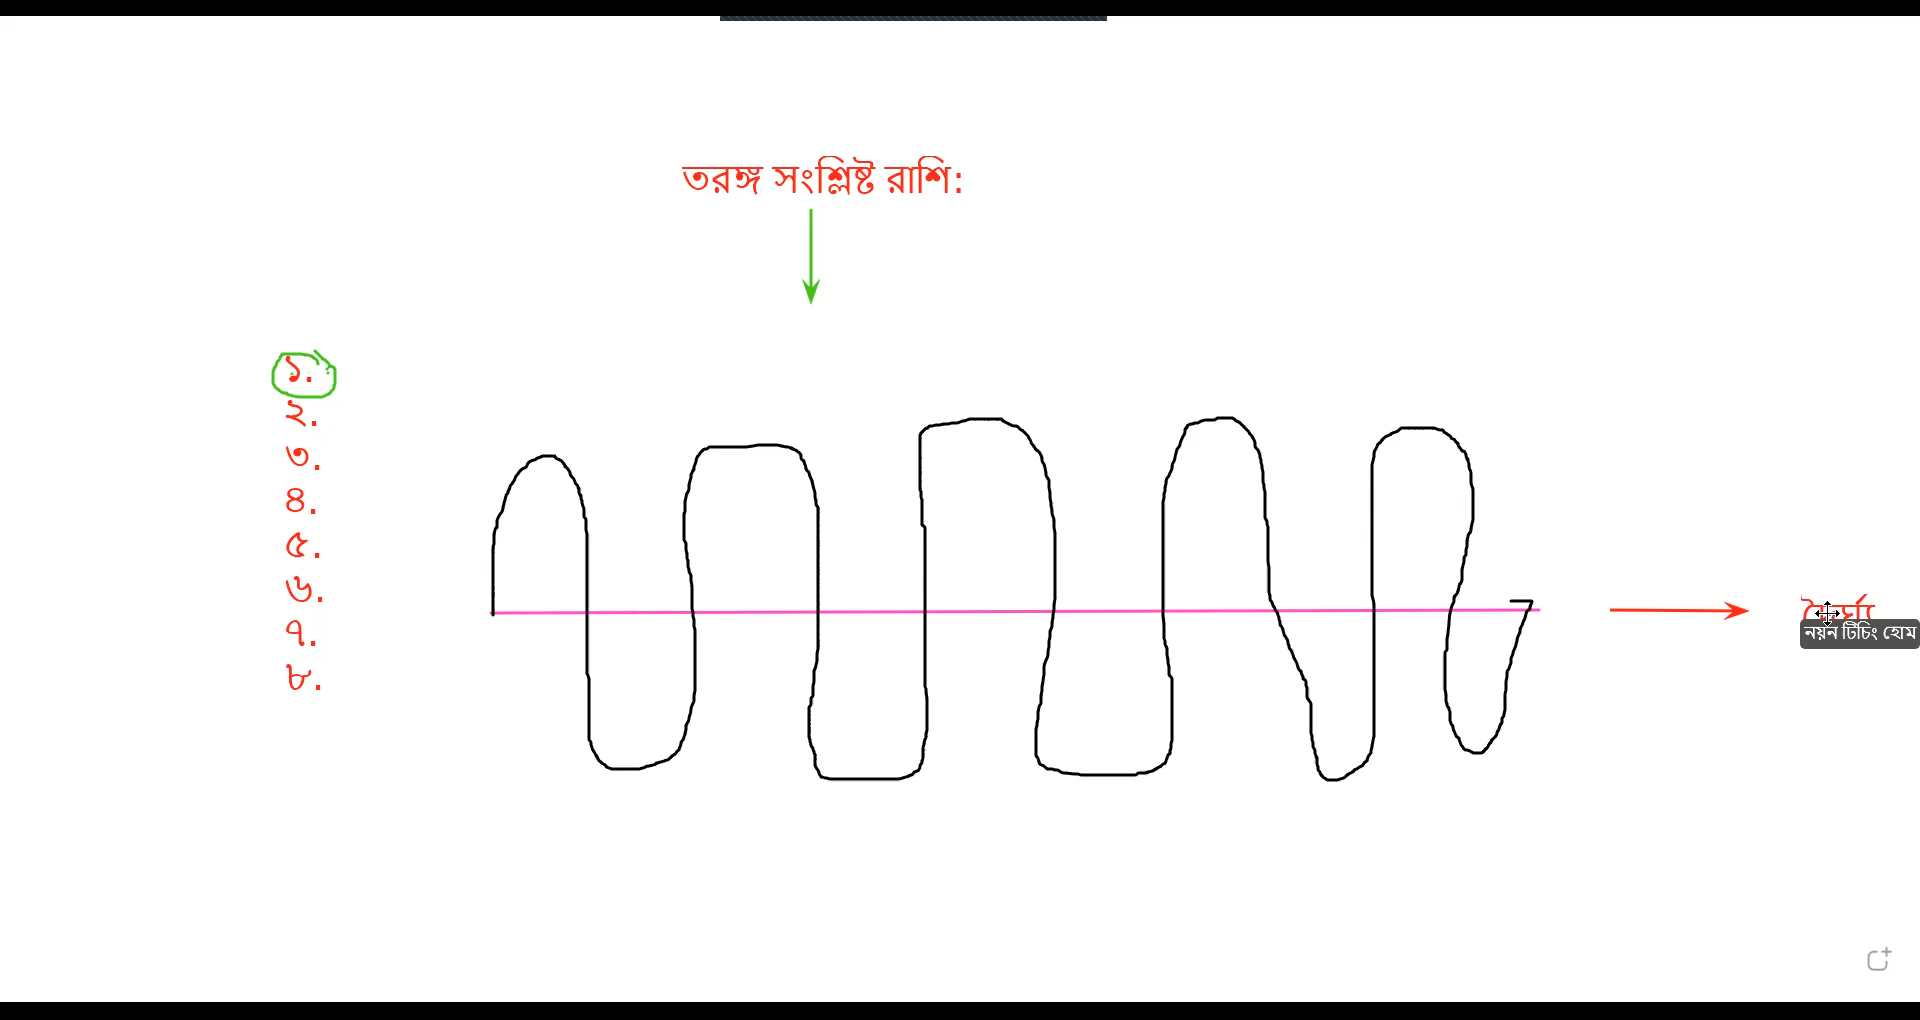 তরঙ্গ সংশ্লিষ্ট রাশি:
১.
২.
৩.
৪.
৫.
৬.
৭.
৮.
দৈর্ঘ্য
নয়ন টিচিং হোম